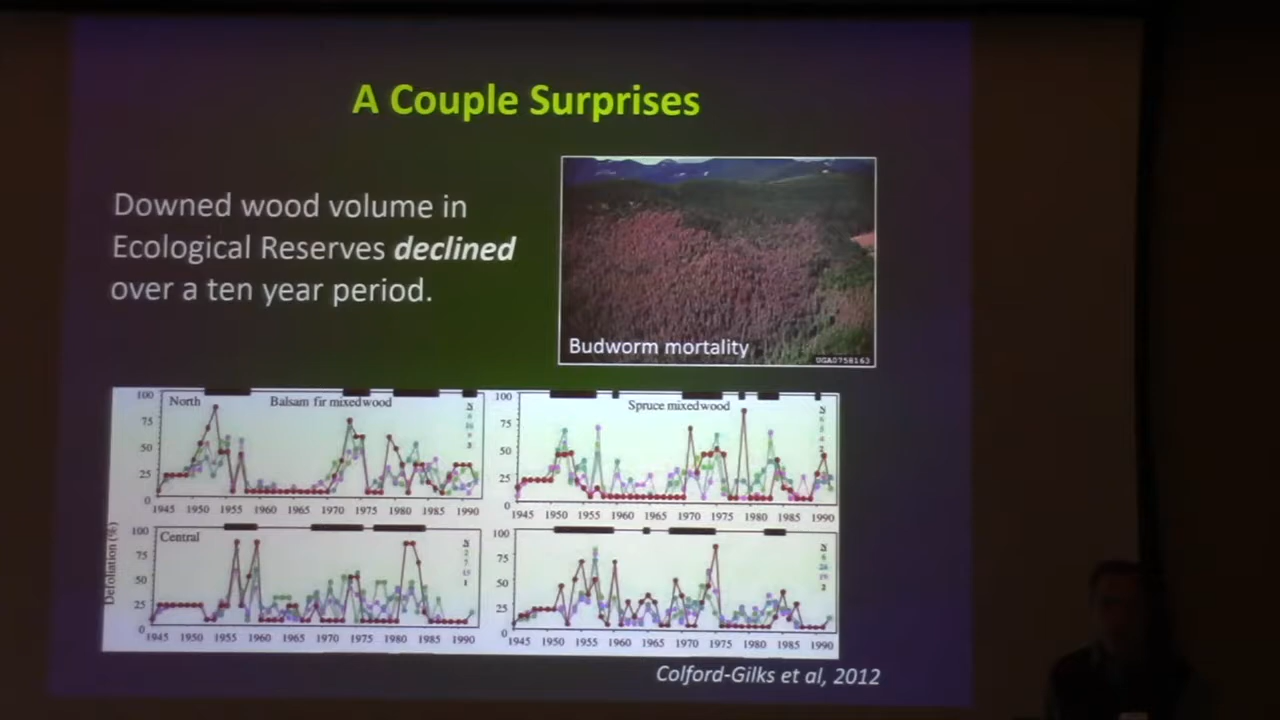 A Couple Surprises
Downed wood volume in
Ecological Reserves declined
over a ten year period.
Budworm mortality
UGA0758163
North
Balsam fir mixedwood
Spruce mixedwood
100
75
50
25
0
1945 1950 1955 1960 1965 1970 1975 1980 1985 1990
100
75
50
25
0
1945 1950 1955 1960 1965 1970 1975 1980 1985 1990
Defoliation (%)
Central
100
75
50
25
0
1945 1950 1955 1960 1965 1970 1975 1980 1985 1990
100
75
50
25
0
1945 1950 1955 1960 1965 1970 1975 1980 1985 1990
Colford-Gilks et al, 2012